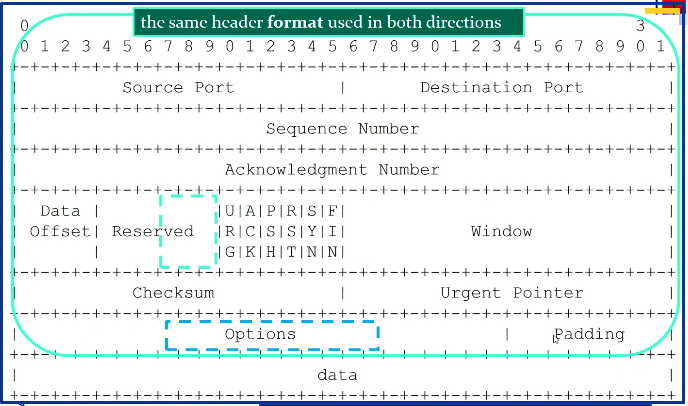 the same header format used in both directions
0 3
0 1 2 3 4 5 6 7 8 9 0 1 2 3 4 5 6 7 8 9 0 1 2 3 4 5 6 7 8 9 0 1
+-+-+-+-+-+-+-+-+-+-+-+-+-+-+-+-+-+-+-+-+-+-+-+-+-+-+-+-+-+-+-+-+
| Source Port | Destination Port |
+-+-+-+-+-+-+-+-+-+-+-+-+-+-+-+-+-+-+-+-+-+-+-+-+-+-+-+-+-+-+-+-+
| Sequence Number |
+-+-+-+-+-+-+-+-+-+-+-+-+-+-+-+-+-+-+-+-+-+-+-+-+-+-+-+-+-+-+-+-+
| Acknowledgment Number |
+-+-+-+-+-+-+-+-+-+-+-+-+-+-+-+-+-+-+-+-+-+-+-+-+-+-+-+-+-+-+-+-+
| Data | |U|A|P|R|S|F| |
| Offset| Reserved |R|C|S|S|Y|I| Window |
| | |G|K|H|T|N|N| |
+-+-+-+-+-+-+-+-+-+-+-+-+-+-+-+-+-+-+-+-+-+-+-+-+-+-+-+-+-+-+-+-+
| Checksum | Urgent Pointer |
+-+-+-+-+-+-+-+-+-+-+-+-+-+-+-+-+-+-+-+-+-+-+-+-+-+-+-+-+-+-+-+-+
| Options | Padding |
+-+-+-+-+-+-+-+-+-+-+-+-+-+-+-+-+-+-+-+-+-+-+-+-+-+-+-+-+-+-+-+-+
| data |
+-+-+-+-+-+-+-+-+-+-+-+-+-+-+-+-+-+-+-+-+-+-+-+-+-+-+-+-+-+-+-+-+